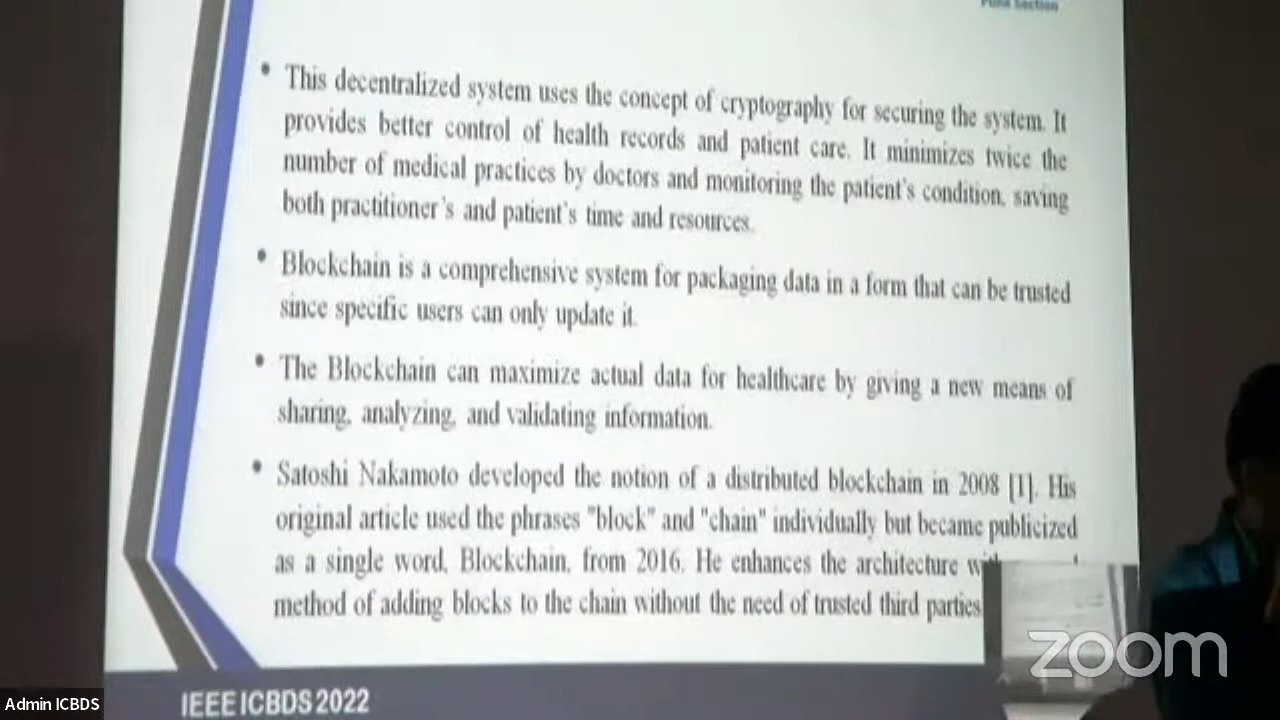 Pune Section
• This decentralized system uses the concept of cryptography for securing the system. It
provides better control of health records and patient care. It minimizes twice the
number of medical practices by doctors and monitoring the patient's condition, saving
both practitioner's and patient's time and resources.
• Blockchain is a comprehensive system for packaging data in a form that can be trusted
since specific users can only update it.
• The Blockchain can maximize actual data for healthcare by giving a new means of
sharing, analyzing, and validating information.
• Satoshi Nakamoto developed the notion of a distributed blockchain in 2008 [1]. His
original article used the phrases "block" and "chain" individually but became publicized
as a single word, Blockchain, from 2016. He enhances the architecture
method of adding blocks to the chain without the need of trusted third parties
zoom
Admin ICBDS
IEEE ICBDS 2022